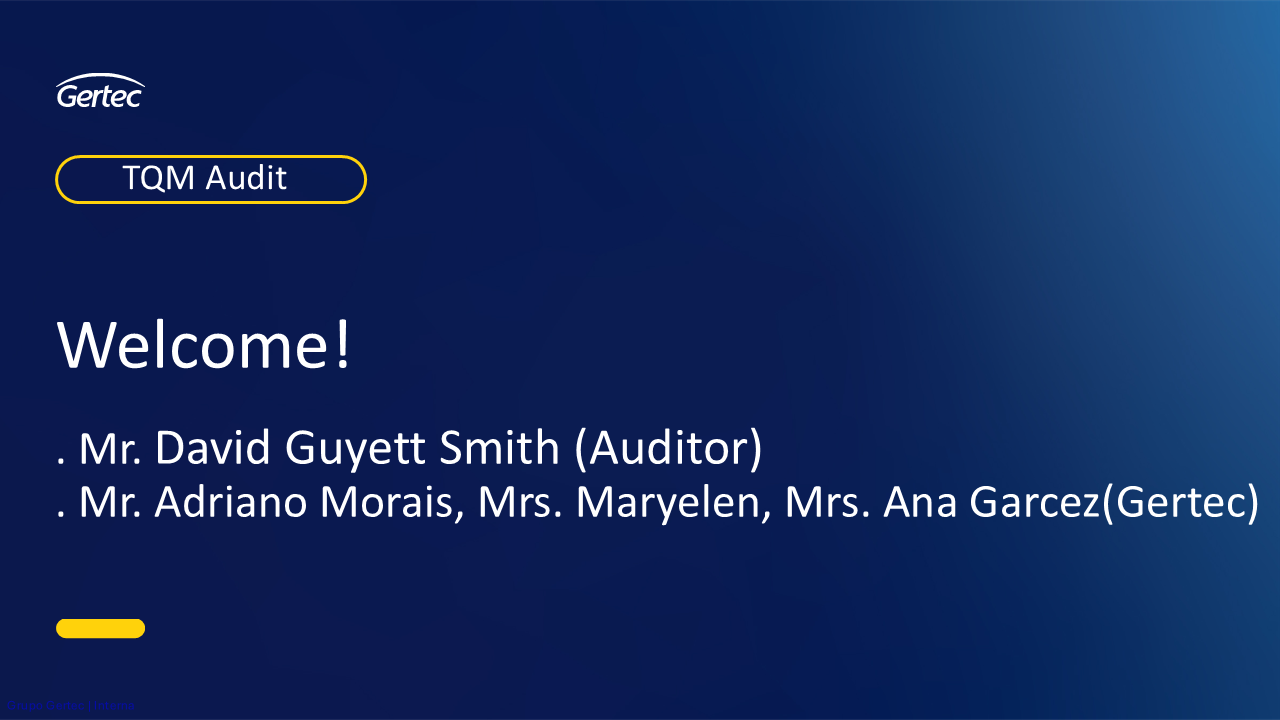 Gertec
TQM Audit
Welcome!
. Mr. David Guyett Smith (Auditor)
. Mr. Adriano Morais, Mrs. Maryelen, Mrs. Ana Garcez(Gertec)